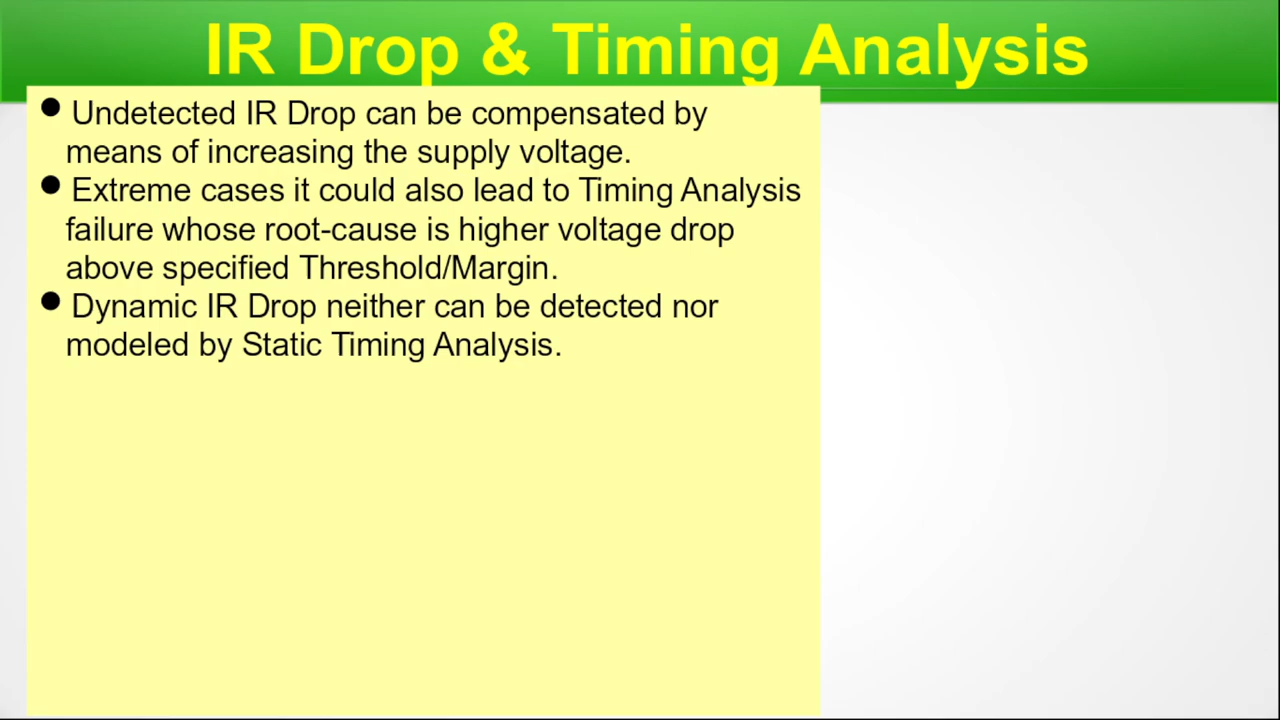 IR Drop & Timing Analysis
● Undetected IR Drop can be compensated by
means of increasing the supply voltage.
● Extreme cases it could also lead to Timing Analysis
failure whose root-cause is higher voltage drop
above specified Threshold/Margin.
● Dynamic IR Drop neither can be detected nor
modeled by Static Timing Analysis.